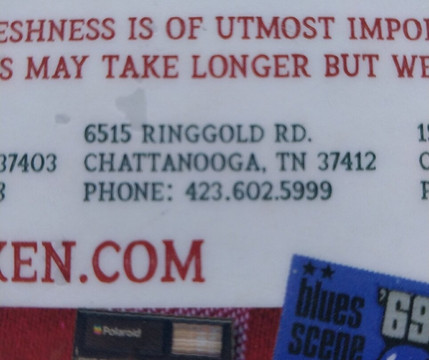 ESHNESS IS OF UTMOST IMPO
S MAY TAKE LONGER BUT WE
6515 RINGGOLD RD.
37403 CHATTANOOGA, TN 37412
PHONE: 423.602.5999
KEN.COM
Polaroid
blues '69
scene